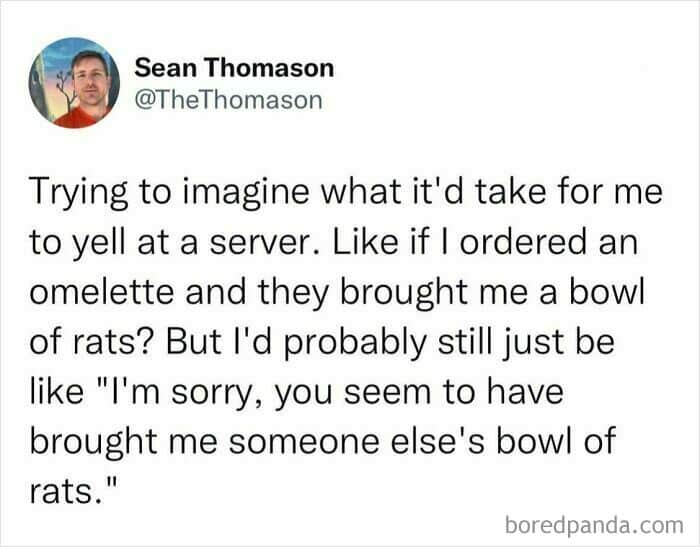 Sean Thomason
@TheThomason
Trying to imagine what it'd take for me
to yell at a server. Like if I ordered an
omelette and they brought me a bowl
of rats? But I'd probably still just be
like "I'm sorry, you seem to have
brought me someone else's bowl of
rats."
boredpanda.com